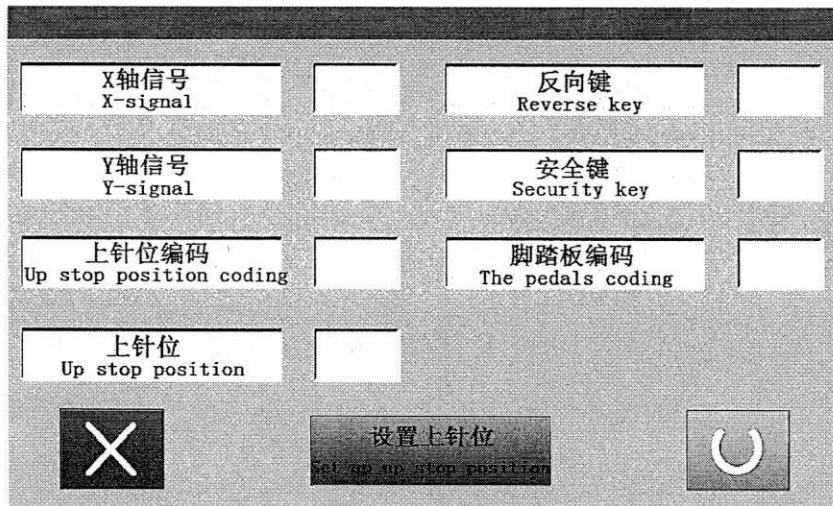 X轴信号
X-signal
反向键
Reverse key
Y轴信号
Y-signal
安全键
Security key
上针位编码
Up stop position coding
脚踏板编码
The pedals coding
上针位
Up stop position
设置上针位
Set up up stop position